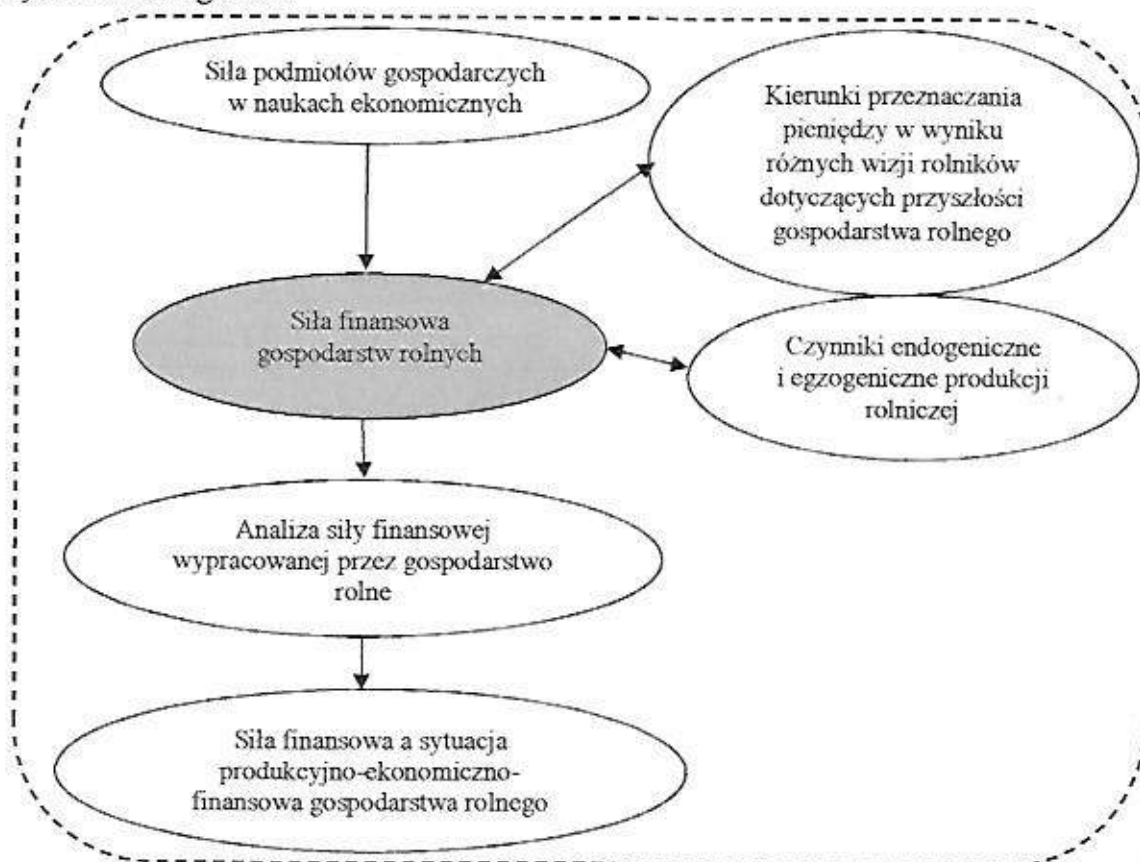 Siła podmiotów gospodarczych
w naukach ekonomicznych
Kierunki przeznaczania
pieniędzy w wyniku
różnych wizji rolników
dotyczących przyszłości
gospodarstwa rolnego
Siła finansowa
gospodarstw rolnych
Czynniki endogeniczne
i egzogeniczne produkcji
rolniczej
Analiza siły finansowej
wypracowanej przez gospodarstwo
rolne
Siła finansowa a sytuacja
produkcyjno-ekonomiczno-
finansowa gospodarstwa rolnego